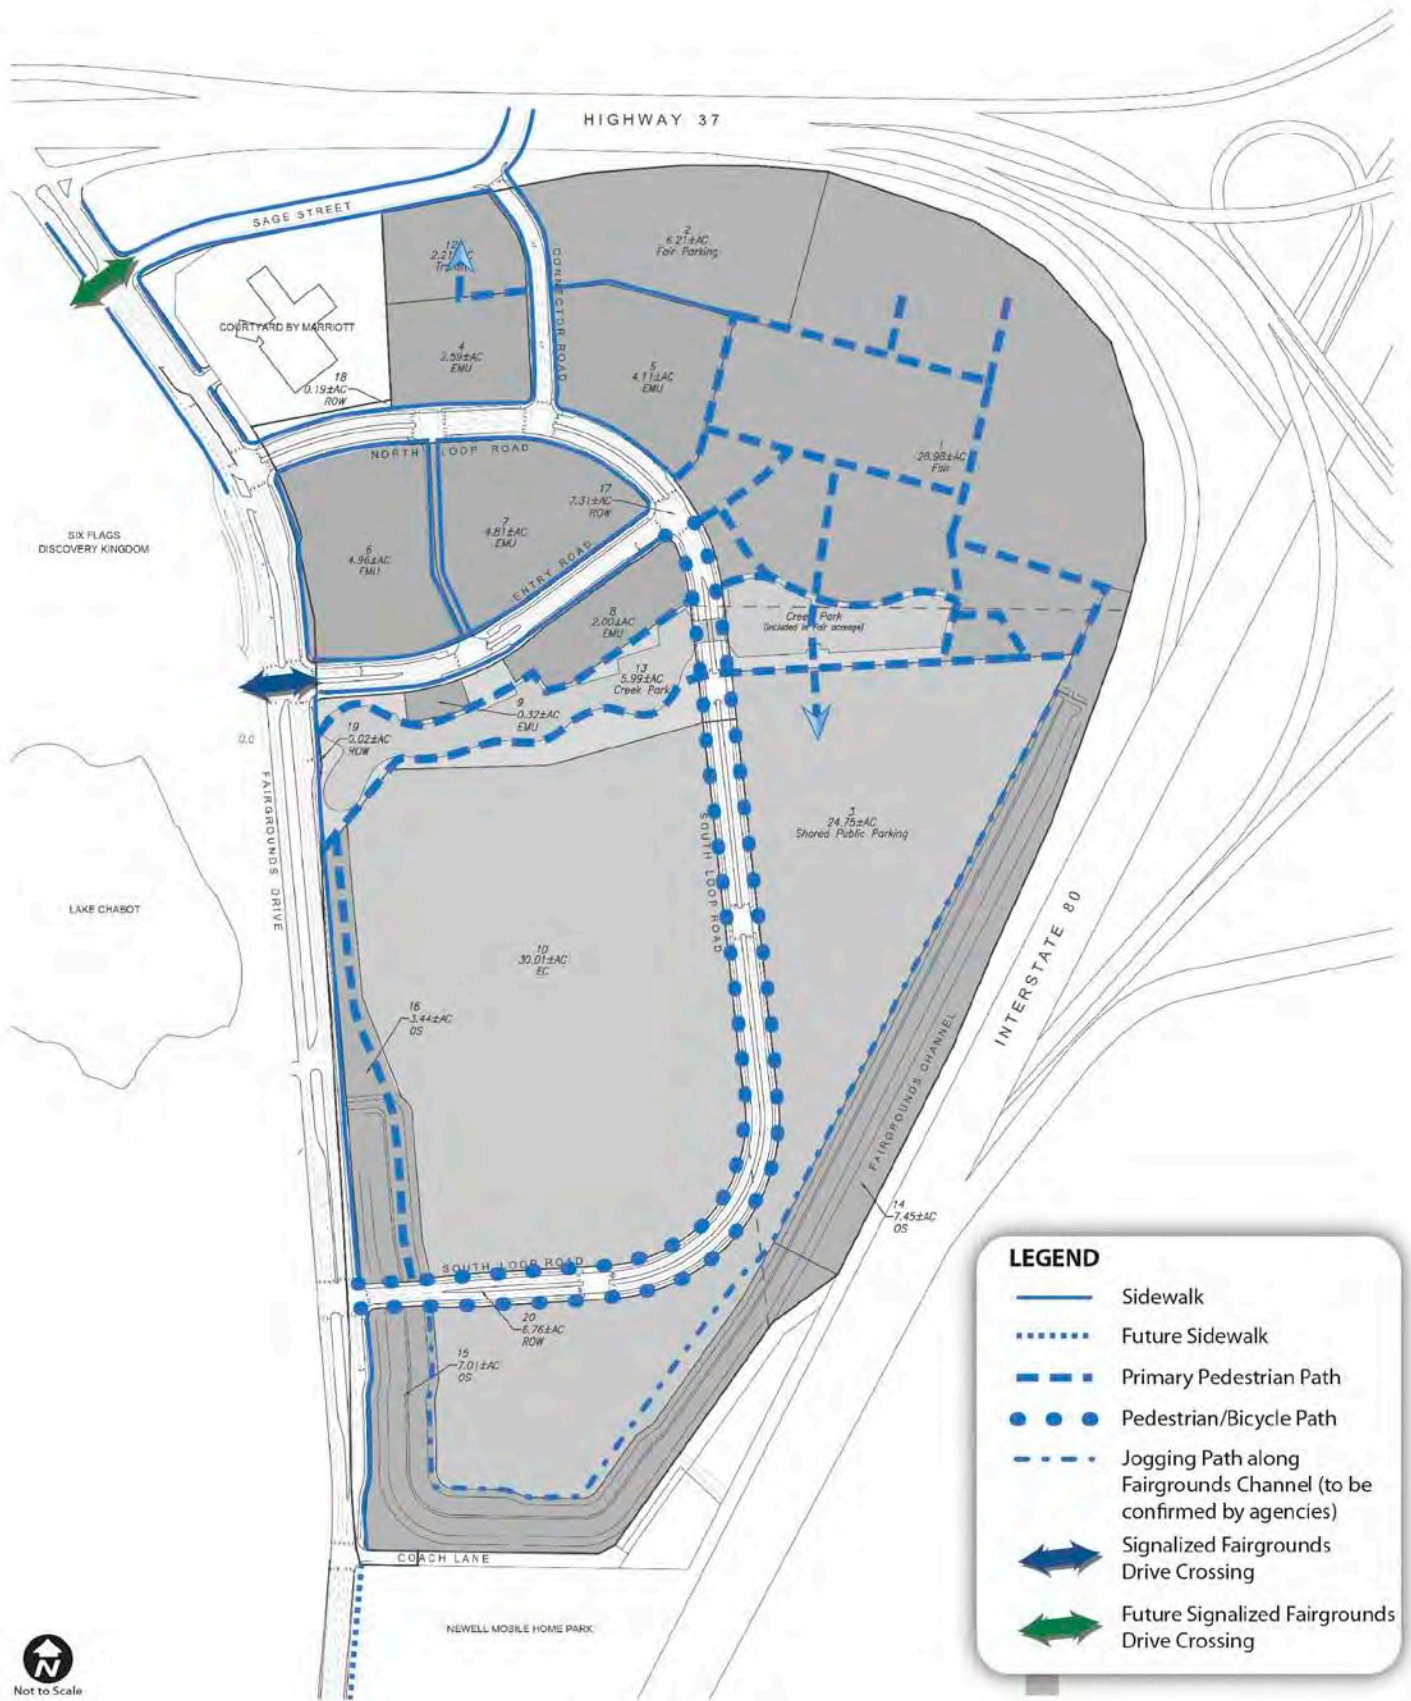 HIGHWAY 37
SAGE STREET
CONNECTOR ROAD
2
6.21±AC
Fair Parking
12
COURTYARD BY MARRIOTT
18
0.19±AC
ROW
4
2.59±AC
EMU
5
4.11±AC
EMU
1
28.98±AC
Fair
NORTH LOOP ROAD
17
7.31±AC
ROW
SIX FLAGS
DISCOVERY KINGDOM
6
4.96±AC
EMU
7
4.81±AC
EMU
ENTRY ROAD
8
2.00±AC
EMU
Creek Park
(included in Fair acreage)
13
5.99±AC
Creek Park
9
0.32±AC
EMU
19
0.02±AC
ROW
FAIRGROUNDS DRIVE
SOUTH LOOP ROAD
3
24.75±AC
Shared Public Parking
LAKE CHABOT
10
30.01±AC
EC
INTERSTATE 80
16
3.44±AC
OS
FAIRGROUNDS CHANNEL
14
7.45±AC
OS
SOUTH LOOP ROAD
20
6.76±AC
ROW
15
7.01±AC
OS
COACH LANE
NEWELL MOBILE HOME PARK
LEGEND
Sidewalk
Future Sidewalk
Primary Pedestrian Path
Pedestrian/Bicycle Path
Jogging Path along
Fairgrounds Channel (to be
confirmed by agencies)
Signalized Fairgrounds
Drive Crossing
Future Signalized Fairgrounds
Drive Crossing
N
Not to Scale